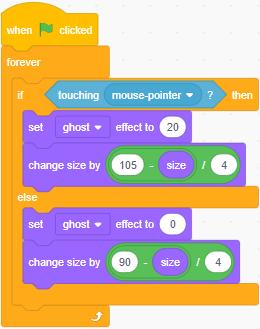 when clicked
forever
if touching mouse-pointer ? then
set ghost effect to 20
change size by 105 - size / 4
else
set ghost effect to 0
change size by 90 - size / 4